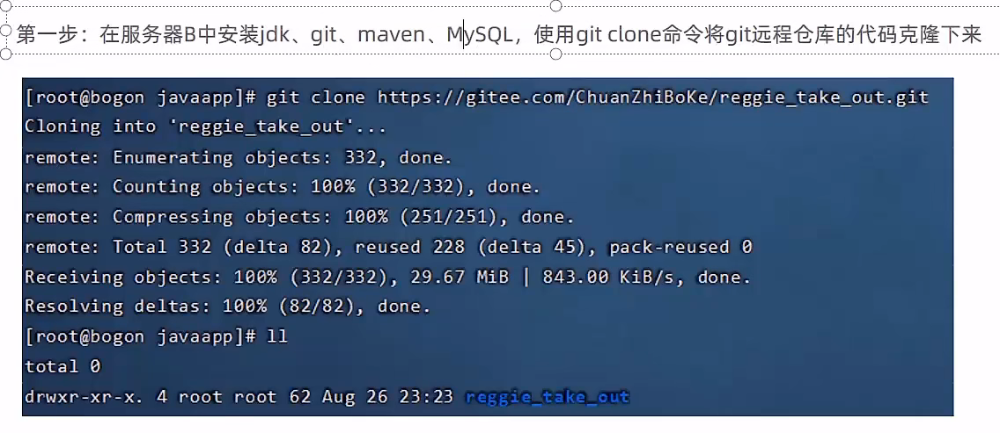 第一步：在服务器B中安装jdk、git、maven、MySQL，使用git clone命令将git远程仓库的代码克隆下来
[root@bogon javaapp]# git clone https://gitee.com/ChuanZhiBoKe/reggie_take_out.git
Cloning into 'reggie_take_out'...
remote: Enumerating objects: 332, done.
remote: Counting objects: 100% (332/332), done.
remote: Compressing objects: 100% (251/251), done.
remote: Total 332 (delta 82), reused 228 (delta 45), pack-reused 0
Receiving objects: 100% (332/332), 29.67 MiB | 843.00 KiB/s, done.
Resolving deltas: 100% (82/82), done.
[root@bogon javaapp]# ll
total 0
drwxr-xr-x. 4 root root 62 Aug 26 23:23 reggie_take_out